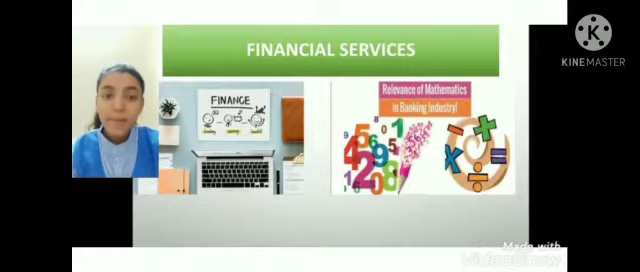 FINANCIAL SERVICES
KINEMASTER
FINANCE
Relevance of Mathematics
in Banking Industry!
Made with
VideoShow